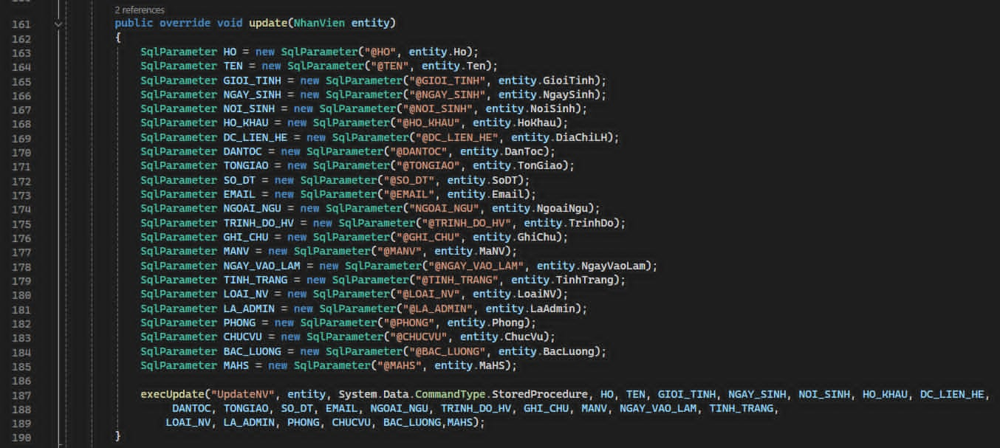 2 references
161 public override void update(NhanVien entity)
162 {
163 SqlParameter HO = new SqlParameter("@HO", entity.Ho);
164 SqlParameter TEN = new SqlParameter("@TEN", entity.Ten);
165 SqlParameter GIOI_TINH = new SqlParameter("@GIOI_TINH", entity.GioiTinh);
166 SqlParameter NGAY_SINH = new SqlParameter("@NGAY_SINH", entity.NgaySinh);
167 SqlParameter NOI_SINH = new SqlParameter("@NOI_SINH", entity.NoiSinh);
168 SqlParameter HO_KHAU = new SqlParameter("@HO_KHAU", entity.HoKhau);
169 SqlParameter DC_LIEN_HE = new SqlParameter("@DC_LIEN_HE", entity.DiaChiLH);
170 SqlParameter DANTOC = new SqlParameter("@DANTOC", entity.DanToc);
171 SqlParameter TONGIAO = new SqlParameter("@TONGIAO", entity.TonGiao);
172 SqlParameter SO_DT = new SqlParameter("@SO_DT", entity.SoDT);
173 SqlParameter EMAIL = new SqlParameter("@EMAIL", entity.Email);
174 SqlParameter NGOAI_NGU = new SqlParameter("NGOAI_NGU", entity.NgoaiNgu);
175 SqlParameter TRINH_DO_HV = new SqlParameter("@TRINH_DO_HV", entity.TrinhDo);
176 SqlParameter GHI_CHU = new SqlParameter("@GHI_CHU", entity.GhiChu);
177 SqlParameter MANV = new SqlParameter("@MANV", entity.MaNV);
178 SqlParameter NGAY_VAO_LAM = new SqlParameter("@NGAY_VAO_LAM", entity.NgayVaoLam);
179 SqlParameter TINH_TRANG = new SqlParameter("@TINH_TRANG", entity.TinhTrang);
180 SqlParameter LOAI_NV = new SqlParameter("@LOAI_NV", entity.LoaiNV);
181 SqlParameter LA_ADMIN = new SqlParameter("@LA_ADMIN", entity.LaAdmin);
182 SqlParameter PHONG = new SqlParameter("@PHONG", entity.Phong);
183 SqlParameter CHUCVU = new SqlParameter("@CHUCVU", entity.ChucVu);
184 SqlParameter BAC_LUONG = new SqlParameter("@BAC_LUONG", entity.BacLuong);
185 SqlParameter MAHS = new SqlParameter("@MAHS", entity.MaHS);
186
187 execUpdate("UpdateNV", entity, System.Data.CommandType.StoredProcedure, HO, TEN, GIOI_TINH, NGAY_SINH, NOI_SINH, HO_KHAU, DC_LIEN_HE,
188 DANTOC, TONGIAO, SO_DT, EMAIL, NGOAI_NGU, TRINH_DO_HV, GHI_CHU, MANV, NGAY_VAO_LAM, TINH_TRANG,
189 LOAI_NV, LA_ADMIN, PHONG, CHUCVU, BAC_LUONG,MAHS);
190 }